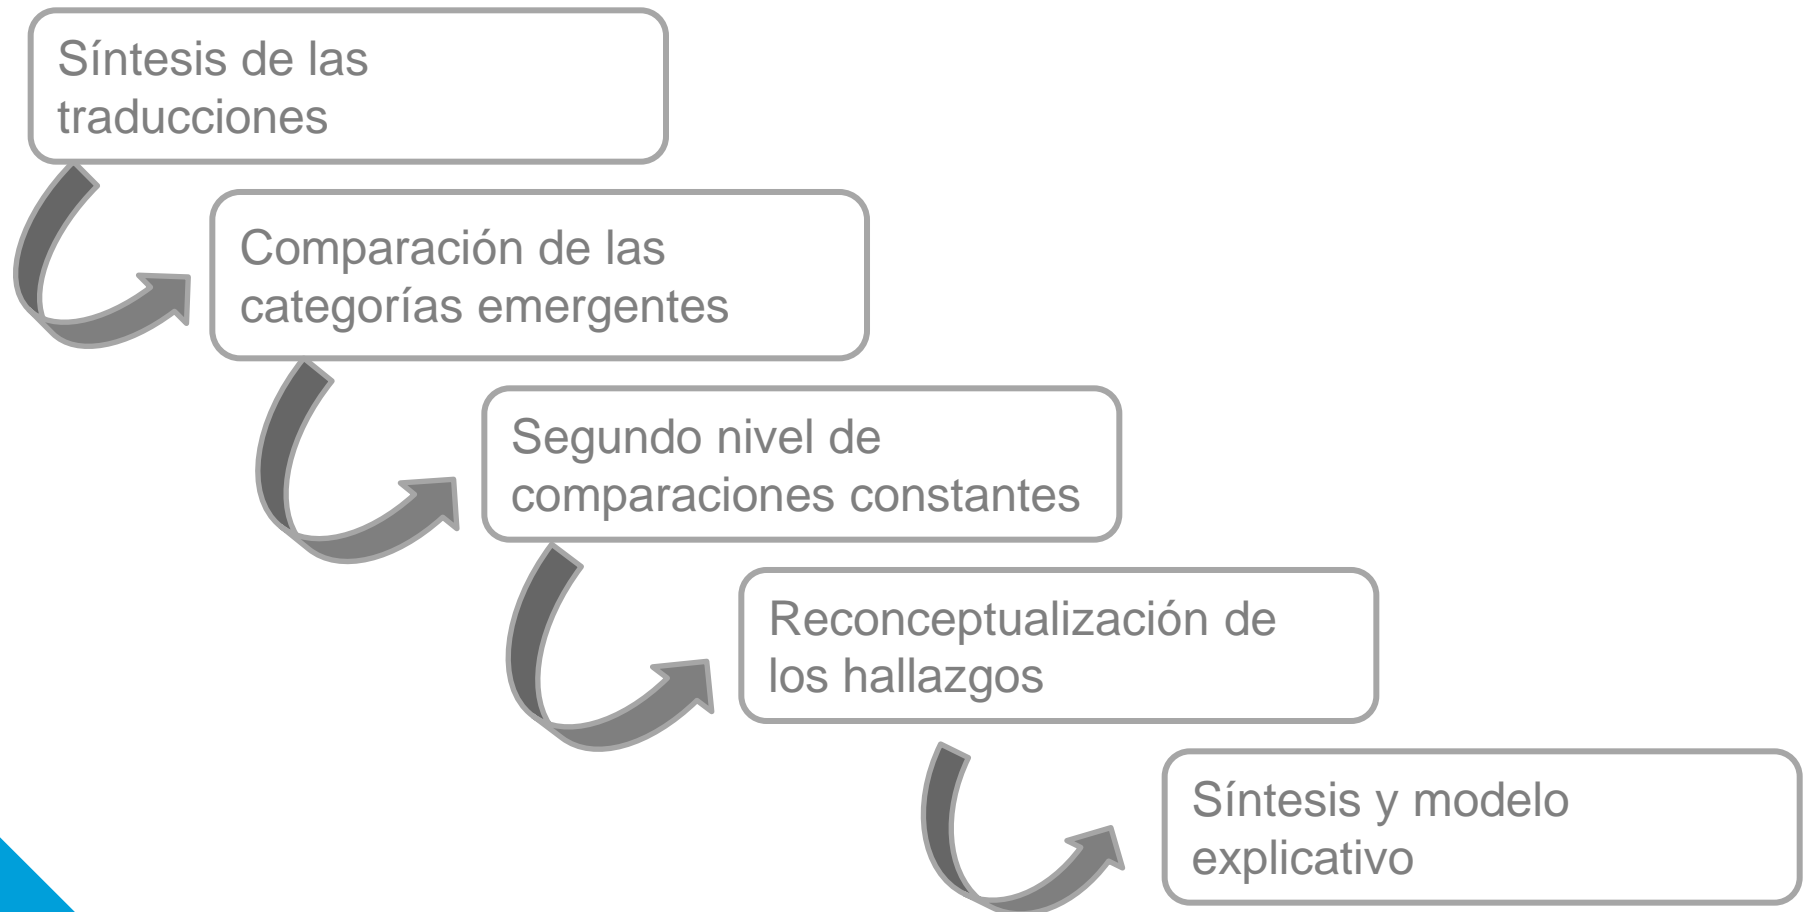 Síntesis de las
traducciones
Comparación de las
categorías emergentes
Segundo nivel de
comparaciones constantes
Reconceptualización de
los hallazgos
Síntesis y modelo
explicativo